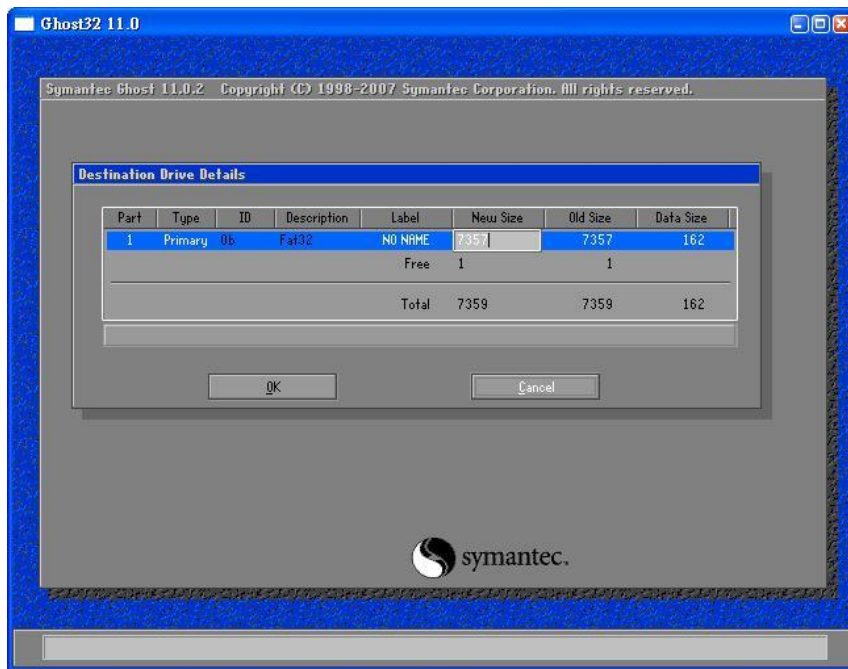 Ghost32 11.0
Symantec Ghost 11.0.2 Copyright (C) 1998-2007 Symantec Corporation. All rights reserved.
Destination Drive Details
Part Type ID Description Label New Size Old Size Data Size
1 Primary 0b Fat32 NO NAME 7357 7357 162
Free 1 1
Total 7359 7359 162
OK Cancel
symantec.